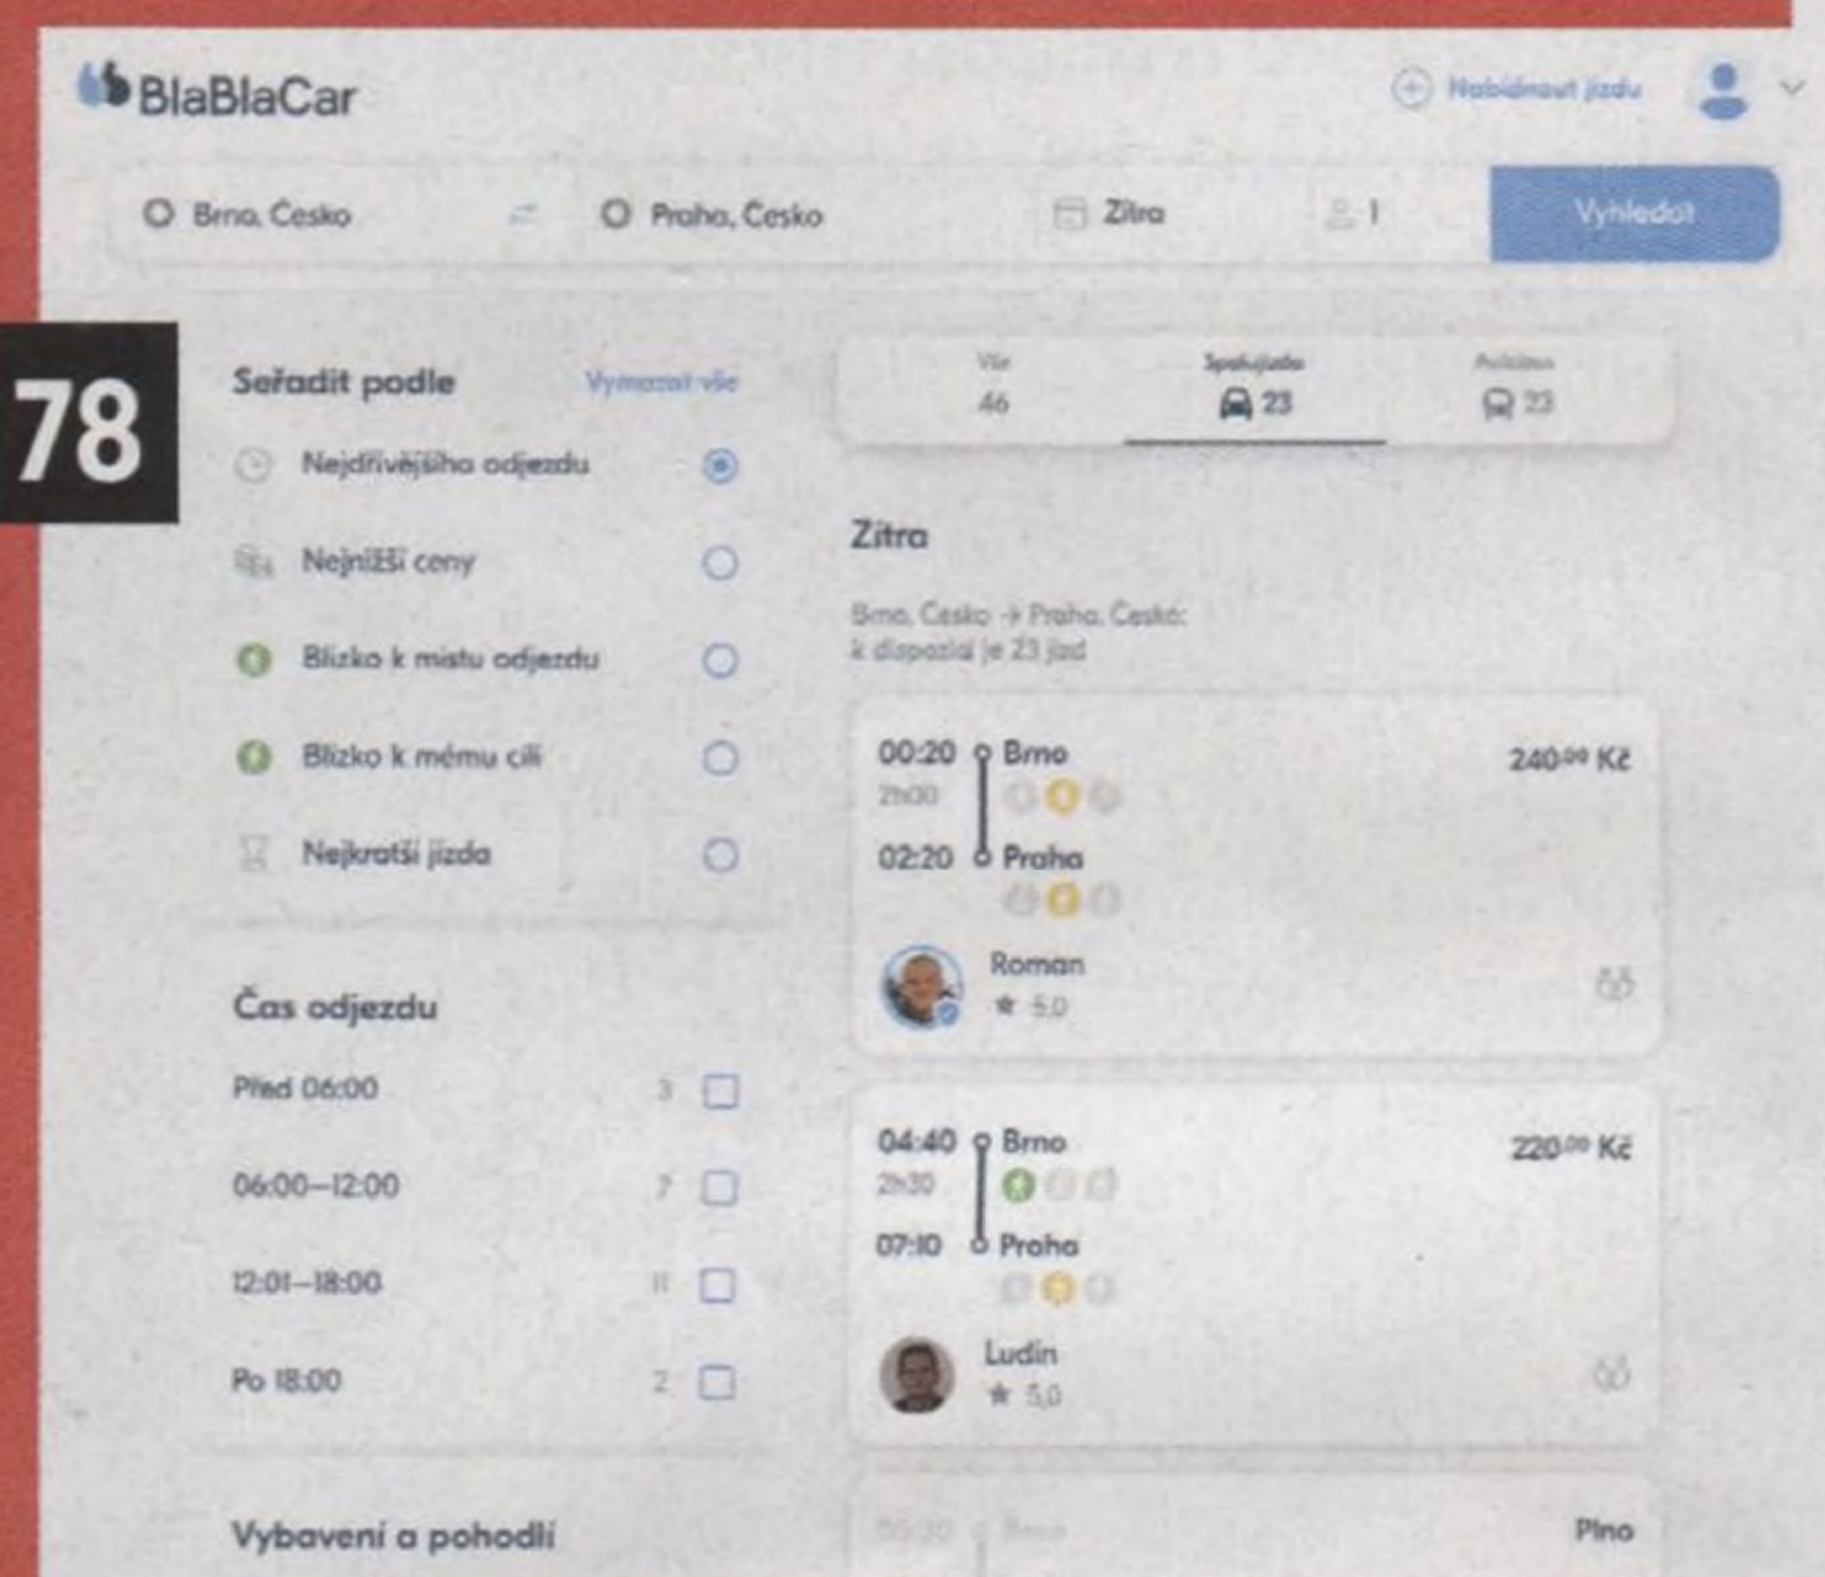 BlaBlaCar
Nabídnout jízdu
Brno, Česko
Praha, Česko
Zítra
1
Vyhledat
78
Seřadit podle
Vymazat vše
Nejdřívějšího odjezdu
Nejnižší ceny
Blízko k místu odjezdu
Blízko k mému cíli
Nejkratší jízda
Čas odjezdu
Před 06:00 3
06:00–12:00 7
12:01–18:00 11
Po 18:00 2
Vybavení a pohodlí
Vše
46
Spolujízda
23
Autobus
23
Zítra
Brno, Česko → Praha, Česko:
k dispozici je 23 jízd
00:20 Brno 240,00 Kč
2h00
02:20 Praha
Roman
5,0
04:40 Brno 220,00 Kč
2h30
07:10 Praha
Ludin
5,0
Brno
Plno